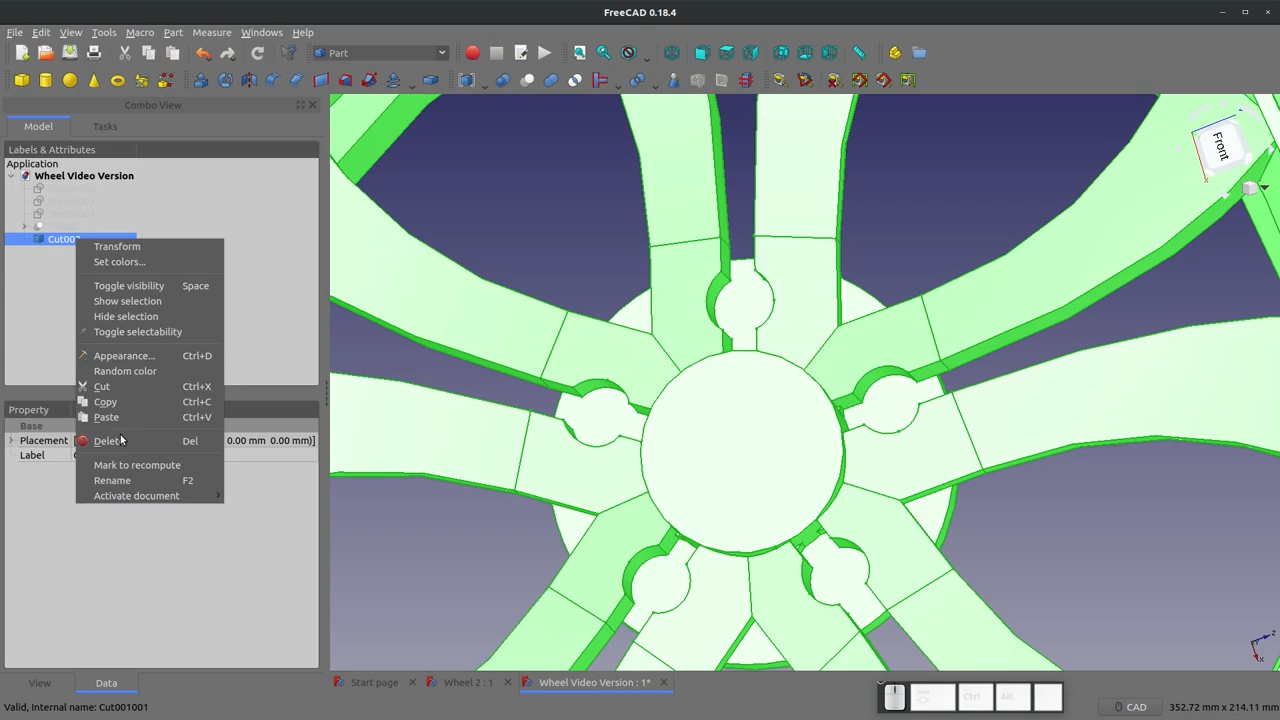 FreeCAD 0.18.4
File Edit View Tools Macro Part Measure Windows Help
Part
Combo View
Model Tasks
Labels & Attributes
Application
Wheel Video Version
Cut002
Transform
Set colors...
Toggle visibility Space
Show selection
Hide selection
Toggle selectability
Appearance... Ctrl+D
Random color
Cut Ctrl+X
Copy Ctrl+C
Paste Ctrl+V
Delete Del
Mark to recompute
Rename F2
Activate document
Property
Base
Placement [ 0.00 mm 0.00 mm)]
Label
Front
View Data
Start page Wheel 2 : 1 Wheel Video Version : 1*
Ctrl Alt
Valid, Internal name: Cut001001
CAD 352.72 mm x 214.11 mm